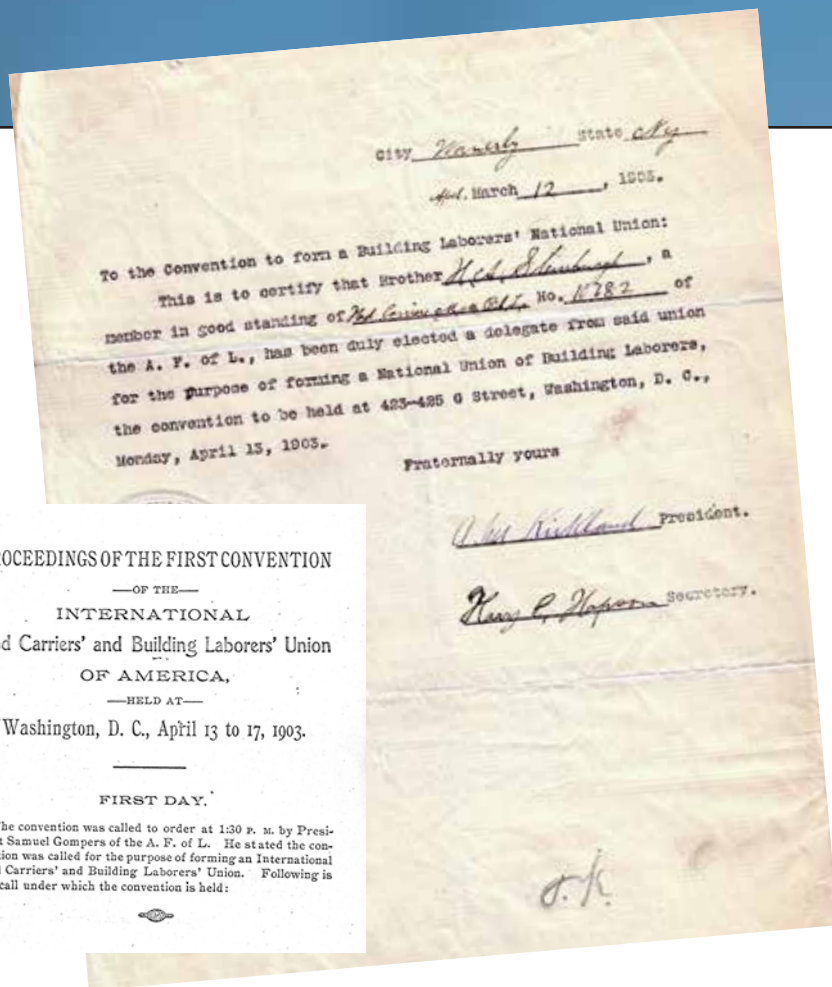 City Waverly State NY
March 12, 1903.
To the Convention to form a Building Laborers' National Union:
This is to certify that Brother , a
member in good standing of No. of
the A. F. of L., has been duly elected a delegate from said union
for the purpose of forming a National Union of Building Laborers,
the convention to be held at 423-425 G Street, Washington, D. C.,
Monday, April 13, 1903.
Fraternally yours
Kirkland President.
Secretary.
J. K.
OCEEDINGS OF THE FIRST CONVENTION
—OF THE—
INTERNATIONAL
d Carriers' and Building Laborers' Union
OF AMERICA,
—HELD AT—
Washington, D. C., April 13 to 17, 1903.
FIRST DAY.
he convention was called to order at 1:30 P. M. by Presi-
t Samuel Gompers of the A. F. of L. He stated the con-
tion was called for the purpose of forming an International
d Carriers' and Building Laborers' Union. Following is
call under which the convention is held: